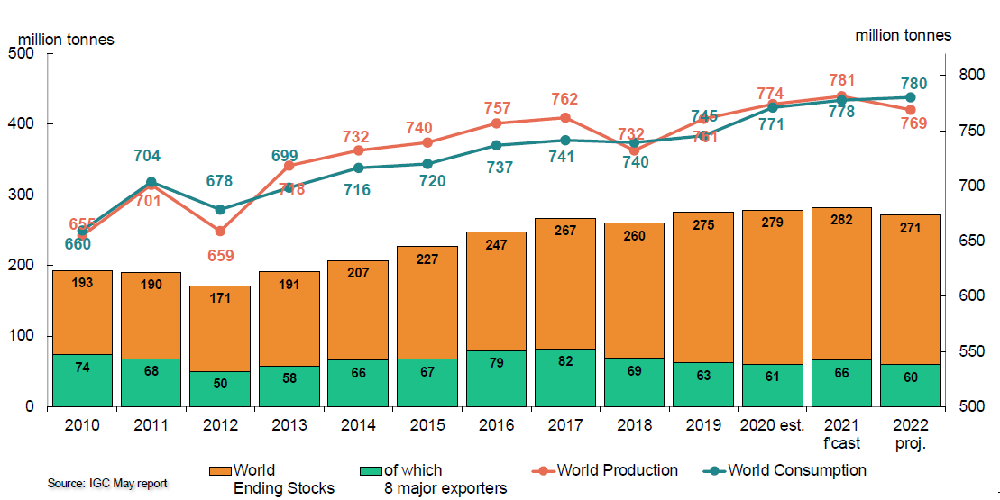 million tonnes
million tonnes
500
400
300
200
100
0
800
750
700
650
600
550
500
655 701 659 718 732 740 757 762 732 761 774 781 769
660 704 678 699 716 720 737 741 740 745 771 778 780
193 190 171 191 207 227 247 267 260 275 279 282 271
74 68 50 58 66 67 79 82 69 63 61 66 60
2010 2011 2012 2013 2014 2015 2016 2017 2018 2019 2020 est. 2021 2022
f'cast proj.
World of which World Production World Consumption
Ending Stocks 8 major exporters
Source: IGC May report